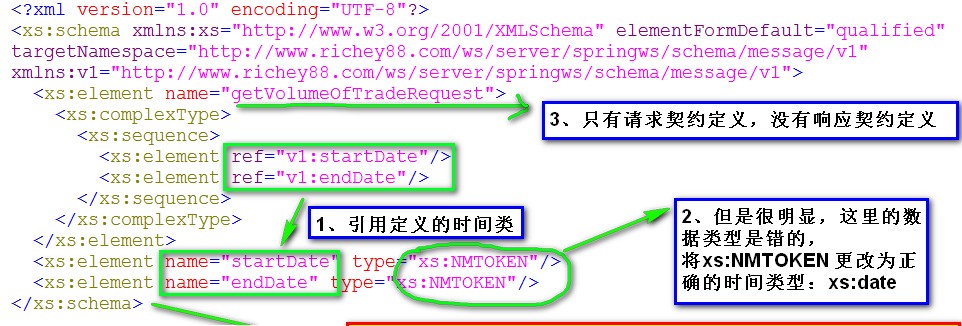 <?xml version="1.0" encoding="UTF-8"?>
<xs:schema xmlns:xs="http://www.w3.org/2001/XMLSchema" elementFormDefault="qualified"
targetNamespace="http://www.richey88.com/ws/server/springws/schema/message/v1"
xmlns:v1="http://www.richey88.com/ws/server/springws/schema/message/v1">
<xs:element name="getVolumeOfTradeRequest">
3、只有请求契约定义，没有响应契约定义
<xs:complexType>
<xs:sequence>
<xs:element ref="v1:startDate"/>
<xs:element ref="v1:endDate"/>
</xs:sequence>
</xs:complexType>
1、引用定义的时间类
2、但是很明显，这里的数
据类型是错的，
将xs:NMTOKEN 更改为正
确的时间类型：xs:date
</xs:element>
<xs:element name="startDate" type="xs:NMTOKEN"/>
<xs:element name="endDate" type="xs:NMTOKEN"/>
</xs:schema>